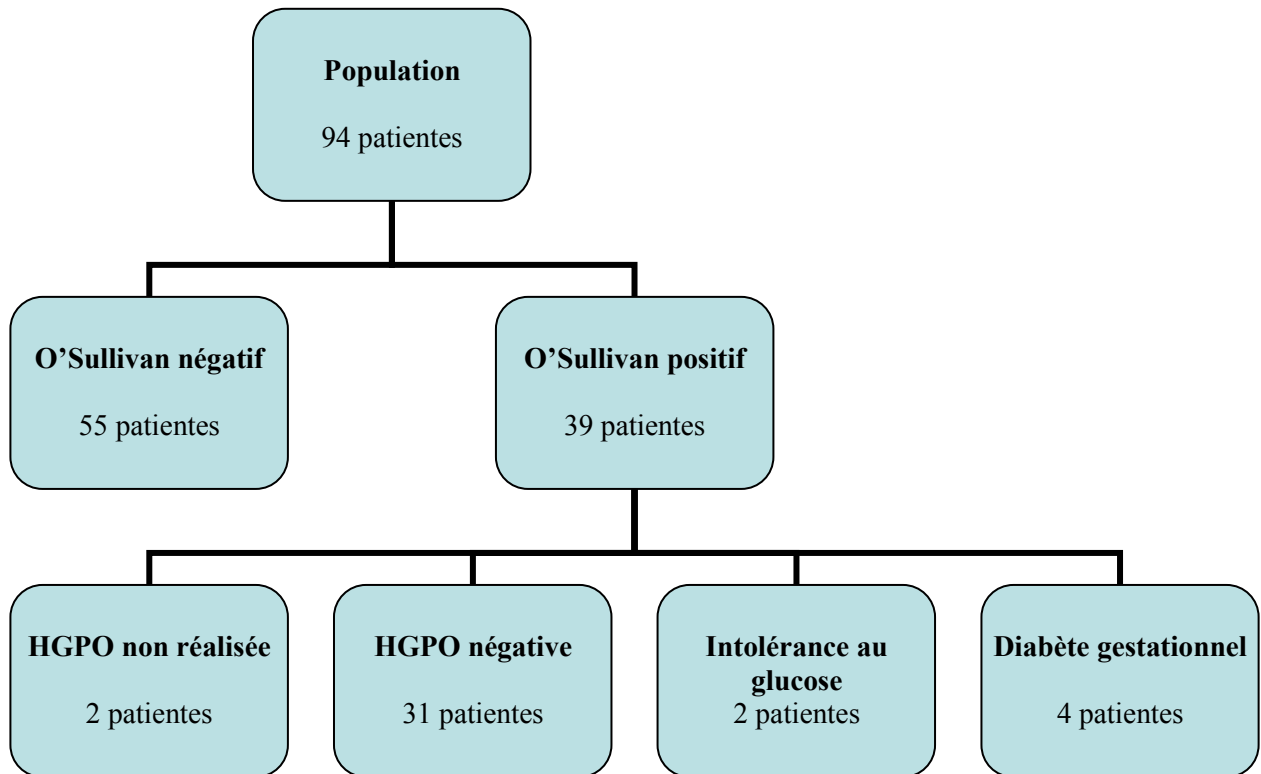 Population
94 patientes
O’Sullivan négatif
55 patientes
O’Sullivan positif
39 patientes
HGPO non réalisée
2 patientes
HGPO négative
31 patientes
Intolérance au
glucose
2 patientes
Diabète gestationnel
4 patientes